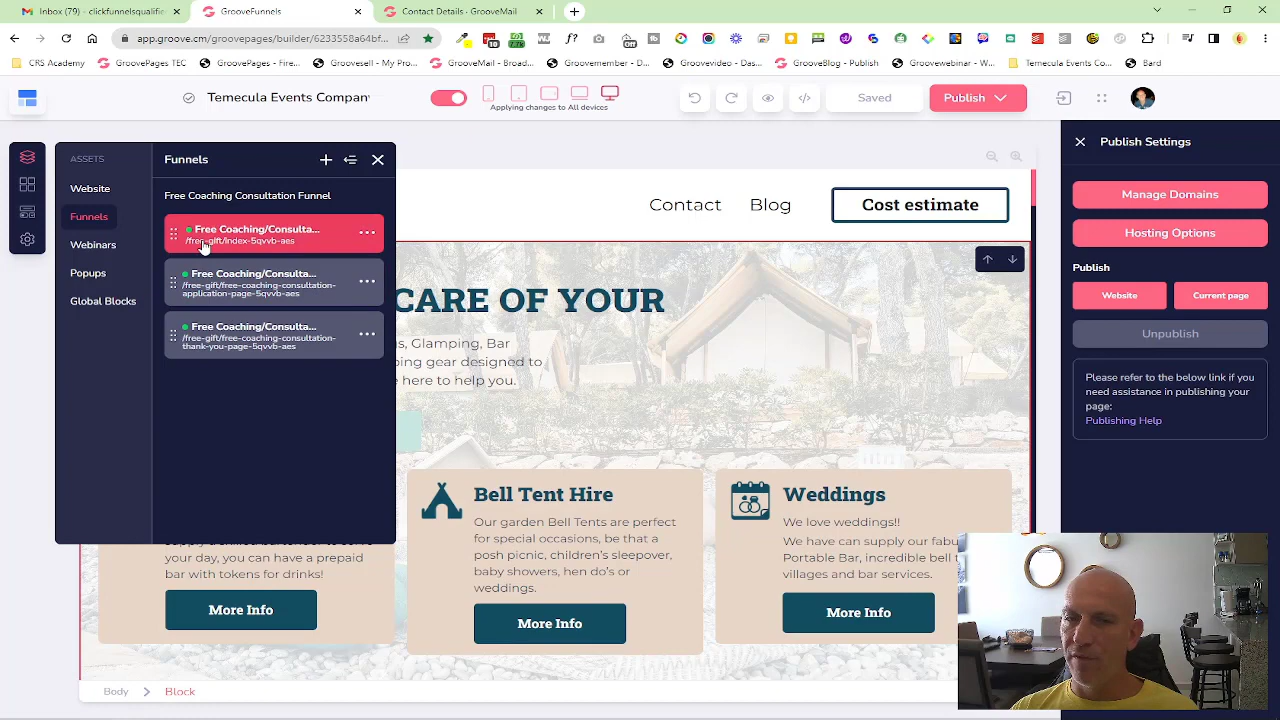 Inbox (79) - clickfunnelsqualifie
GrooveFunnels
Contact Details - GrooveMail
app.groove.cm/groovepages/builder/6233558a64bf...
CRS Academy
GroovePages TEC
GroovePages - Fire...
Groovesell - My Pro...
GrooveMail - Broad...
Groovemember - D...
Groovevideo - Das...
GrooveBlog - Publish
Groovewebinar - W...
Temecula Events Co...
Bard
Temecula Events Compan
Applying changes to All devices
Saved
Publish
ASSETS
Website
Funnels
Webinars
Popups
Global Blocks
Funnels
Free Coaching Consultation Funnel
Free Coaching/Consulta...
/free-gift/index-5qvvb-aes
Free Coaching/Consulta...
/free-gift/free-coaching-consultation-
application-page-5qvvb-aes
Free Coaching/Consulta...
/free-gift/free-coaching-consultation-
thank-you-page-5qvvb-aes
Contact
Blog
Cost estimate
CARE OF YOUR
s, Glamping, Bar
ping gear designed to
e here to help you.
your day, you can have a prepaid
bar with tokens for drinks!
More Info
Bell Tent Hire
Our garden Bell Tents are perfect
for special occasions, be that a
posh picnic, children's sleepover,
baby showers, hen do's or
weddings.
More Info
Weddings
We love weddings!!
We have can supply our fabu
Portable Bar, incredible bell t
villages and bar services.
More Info
Body
Block
Publish Settings
Manage Domains
Hosting Options
Publish
Website
Current page
Unpublish
Please refer to the below link if you
need assistance in publishing your
page:
Publishing Help